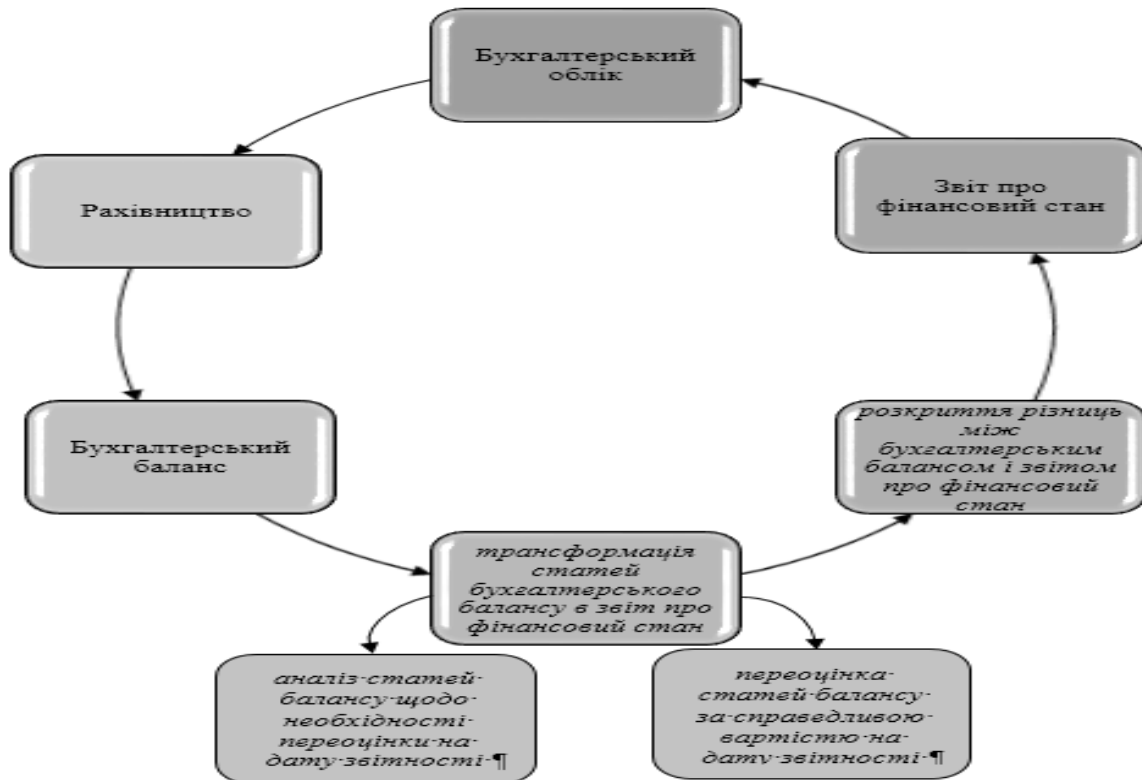 Бухгалтерський
облік
Звіт про
фінансовий стан
Рахівництво
Бухгалтерський
баланс
розкриття різниць
між
бухгалтерським
балансом і звітом
про фінансовий
стан
трансформація
статей
бухгалтерського
балансу в звіт про
фінансовий стан
аналіз·статей·
балансу·щодо·
необхідності·
переоцінки·на·
дату·звітності·¶
переоцінка·
статей·балансу·
за·справедливою·
вартістю·на·
дату·звітності·¶